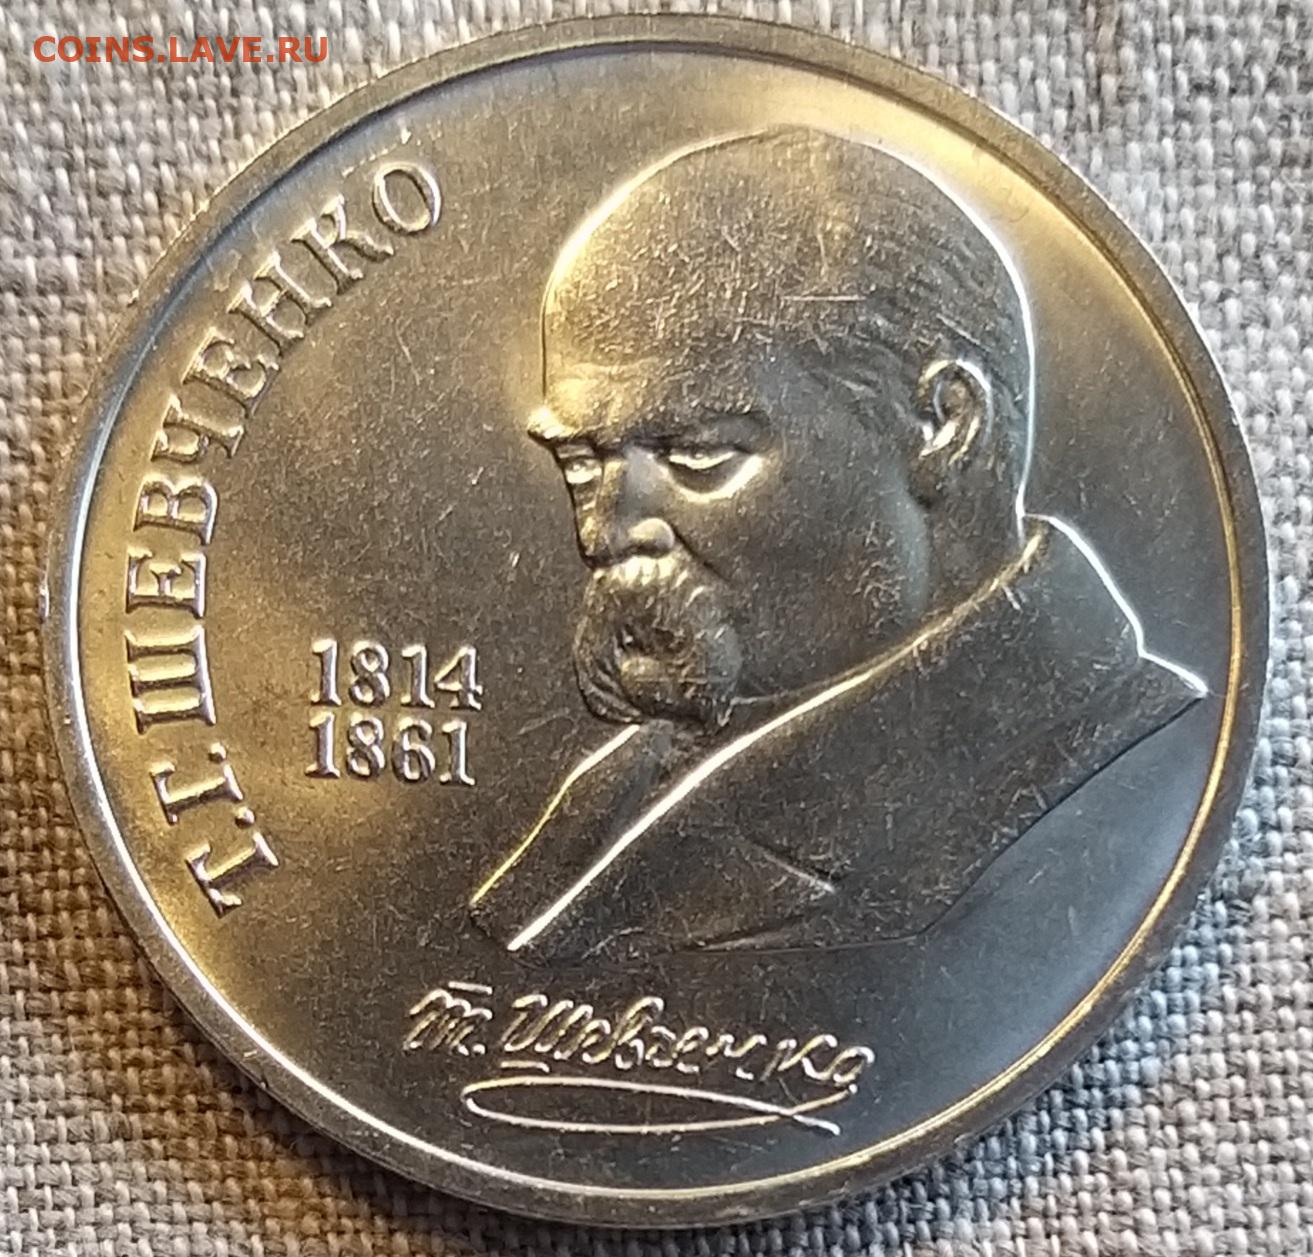 COINS.LAVE.RU
Т.Г. ШЕВЧЕНКО
1814
1861
Т. Шевченко